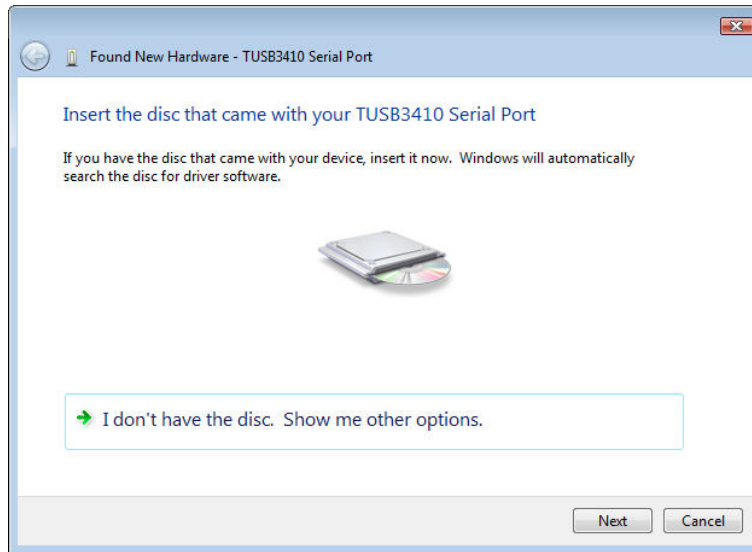 Found New Hardware - TUSB3410 Serial Port
Insert the disc that came with your TUSB3410 Serial Port
If you have the disc that came with your device, insert it now.  Windows will automatically
search the disc for driver software.
I don't have the disc.  Show me other options.
Next Cancel